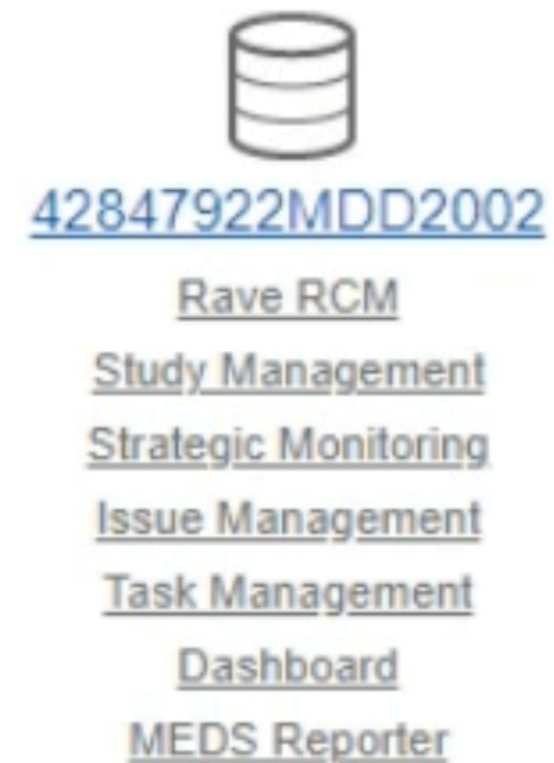 42847922MDD2002
Rave RCM
Study Management
Strategic Monitoring
Issue Management
Task Management
Dashboard
MEDS Reporter